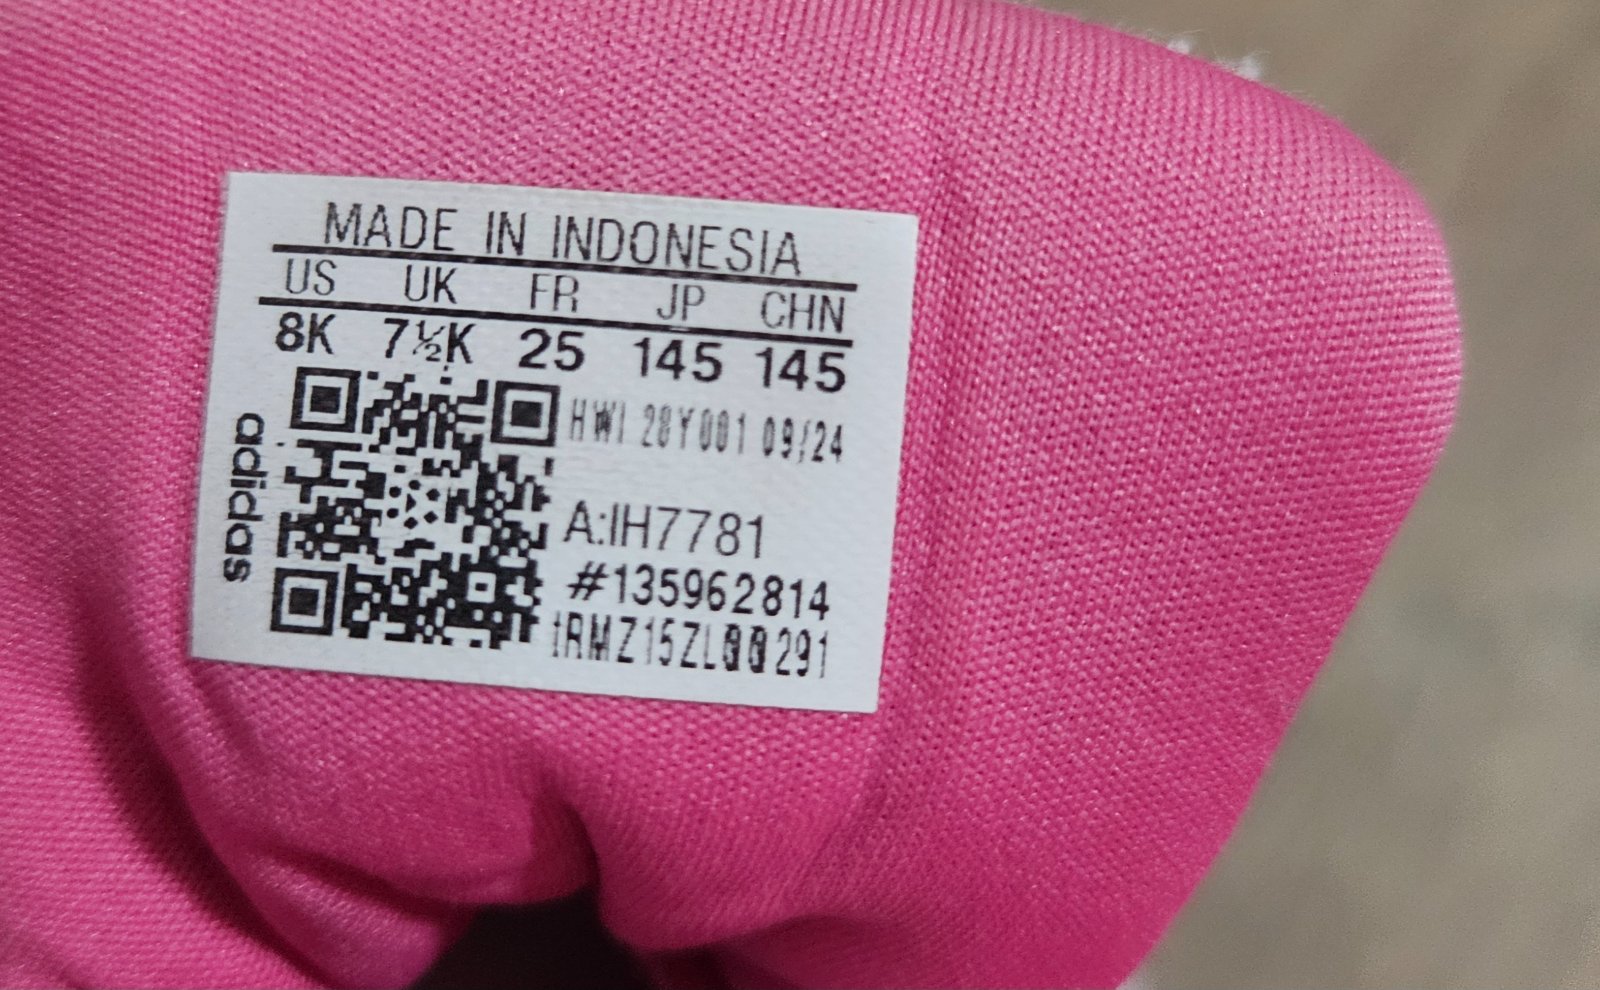 MADE IN INDONESIA
US UK FR JP CHN
8K 7½K 25 145 145
HWI 28Y001 09/24
A:IH7781
#135962814
1RMZ15ZL00291
adidas